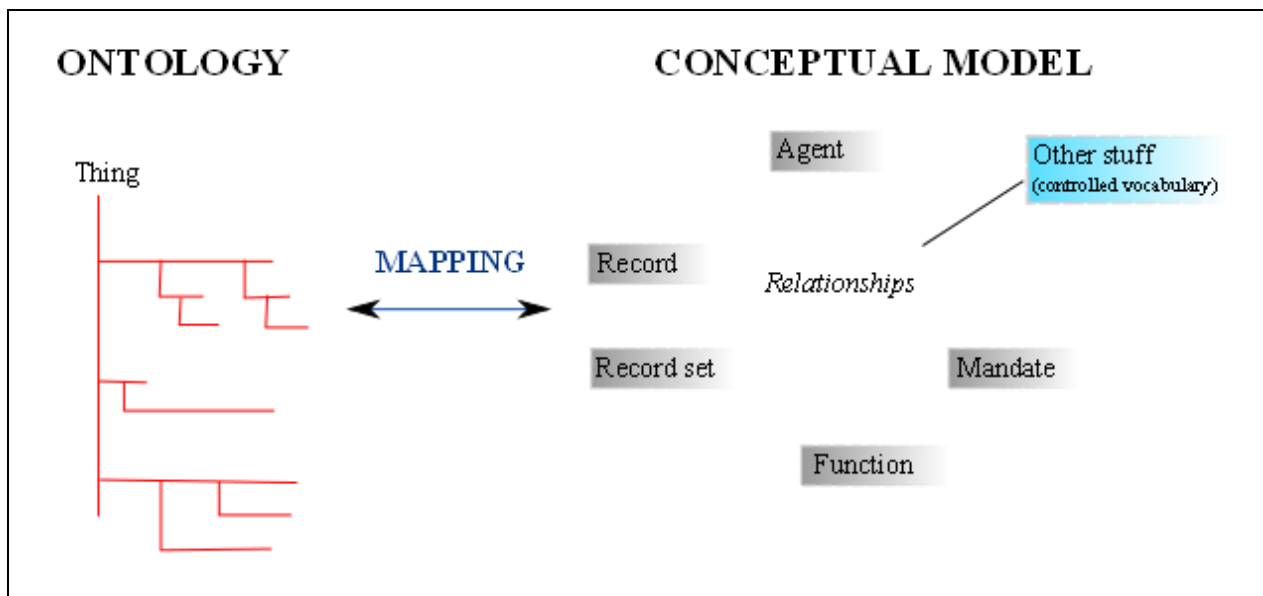 ONTOLOGY
CONCEPTUAL MODEL
Thing
MAPPING
Agent
Other stuff
(controlled vocabulary)
Record
Relationships
Record set
Mandate
Function